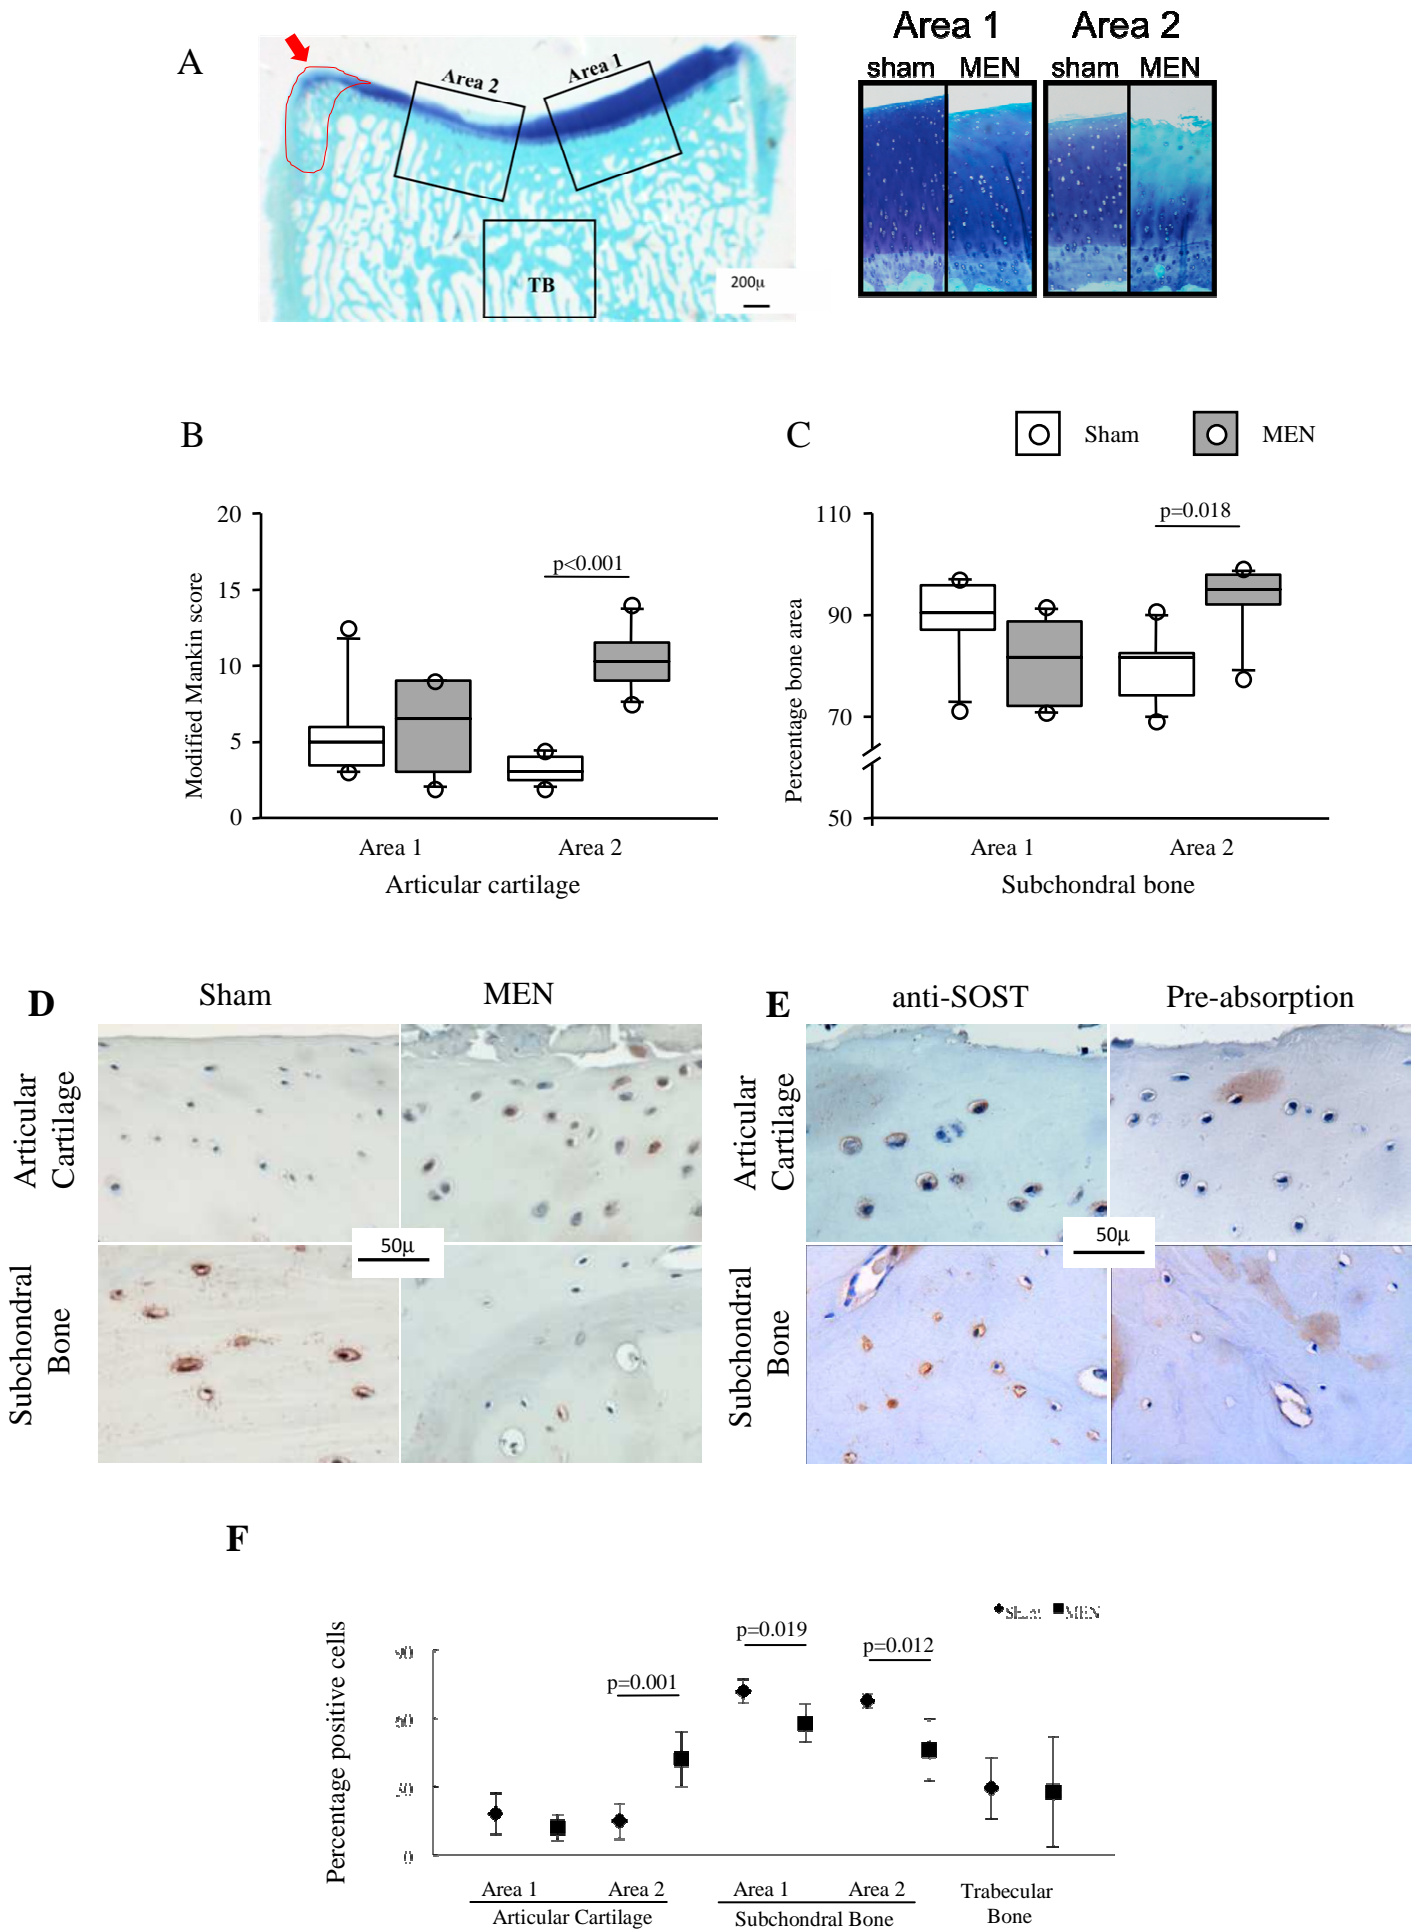 A
Area 2
Area 1
TB
200μ
Area 1 Area 2
sham MEN sham MEN
B
Modified Mankin score
20
15
10
5
0
p<0.001
Area 1 Area 2
Articular cartilage
C
Sham MEN
Percentage bone area
110
90
70
50
p=0.018
Area 1 Area 2
Subchondral bone
D
Sham MEN
Articular
Cartilage
Subchondral
Bone
50μ
E
anti-SOST Pre-absorption
Articular
Cartilage
Subchondral
Bone
50μ
F
Percentage positive cells
90
0
MEN
p=0.001
p=0.019
p=0.012
Area 1 Area 2 Area 1 Area 2 Trabecular
Articular Cartilage Subchondral Bone Bone